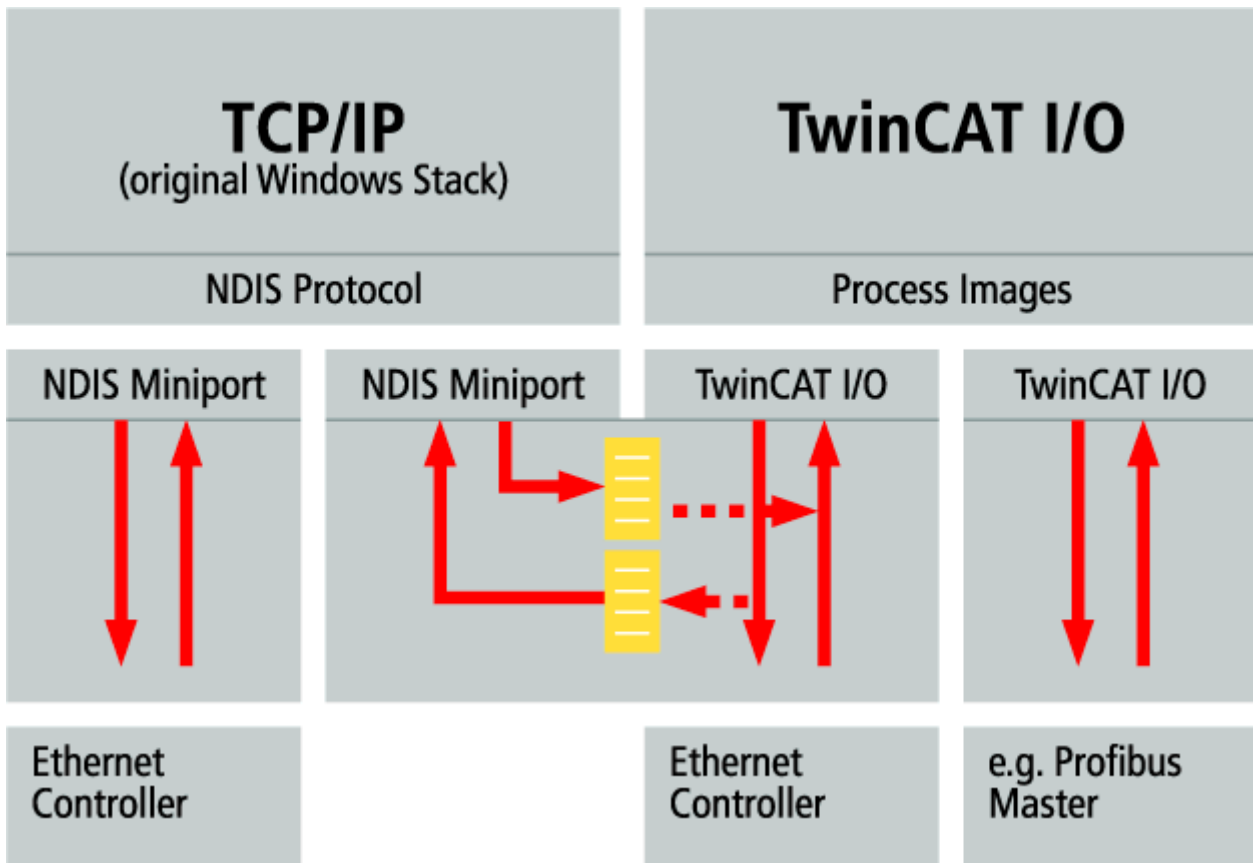 TCP/IP
(original Windows Stack)
TwinCAT I/O
NDIS Protocol
Process Images
NDIS Miniport
NDIS Miniport
TwinCAT I/O
TwinCAT I/O
Ethernet
Controller
Ethernet
Controller
e.g. Profibus
Master